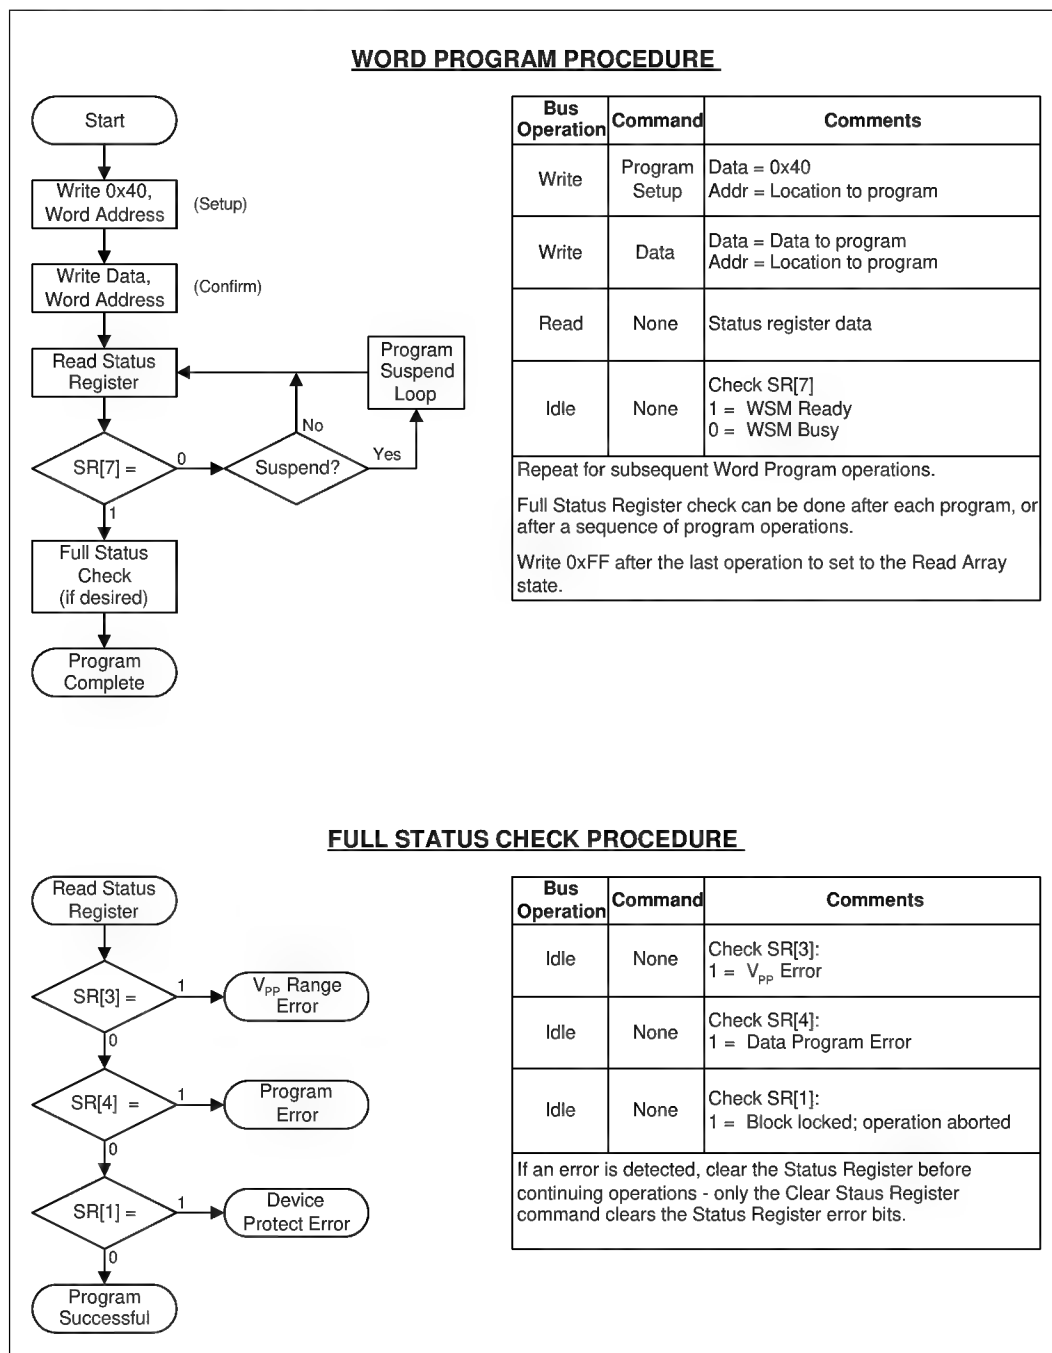 WORD PROGRAM PROCEDURE
Start
Write 0x40,
Word Address
(Setup)
Write Data,
Word Address
(Confirm)
Read Status
Register
Program
Suspend
Loop
No
SR[7] =
0
Suspend?
Yes
1
Full Status
Check
(if desired)
Program
Complete
Bus
Operation
Command
Comments
Write
Program
Setup
Data = 0x40
Addr = Location to program
Write
Data
Data = Data to program
Addr = Location to program
Read
None
Status register data
Idle
None
Check SR[7]
1 = WSM Ready
0 = WSM Busy
Repeat for subsequent Word Program operations.
Full Status Register check can be done after each program, or
after a sequence of program operations.
Write 0xFF after the last operation to set to the Read Array
state.
FULL STATUS CHECK PROCEDURE
Read Status
Register
SR[3] =
1
VPP Range
Error
0
SR[4] =
1
Program
Error
0
SR[1] =
1
Device
Protect Error
0
Program
Successful
Bus
Operation
Command
Comments
Idle
None
Check SR[3]:
1 = VPP Error
Idle
None
Check SR[4]:
1 = Data Program Error
Idle
None
Check SR[1]:
1 = Block locked; operation aborted
If an error is detected, clear the Status Register before
continuing operations - only the Clear Staus Register
command clears the Status Register error bits.